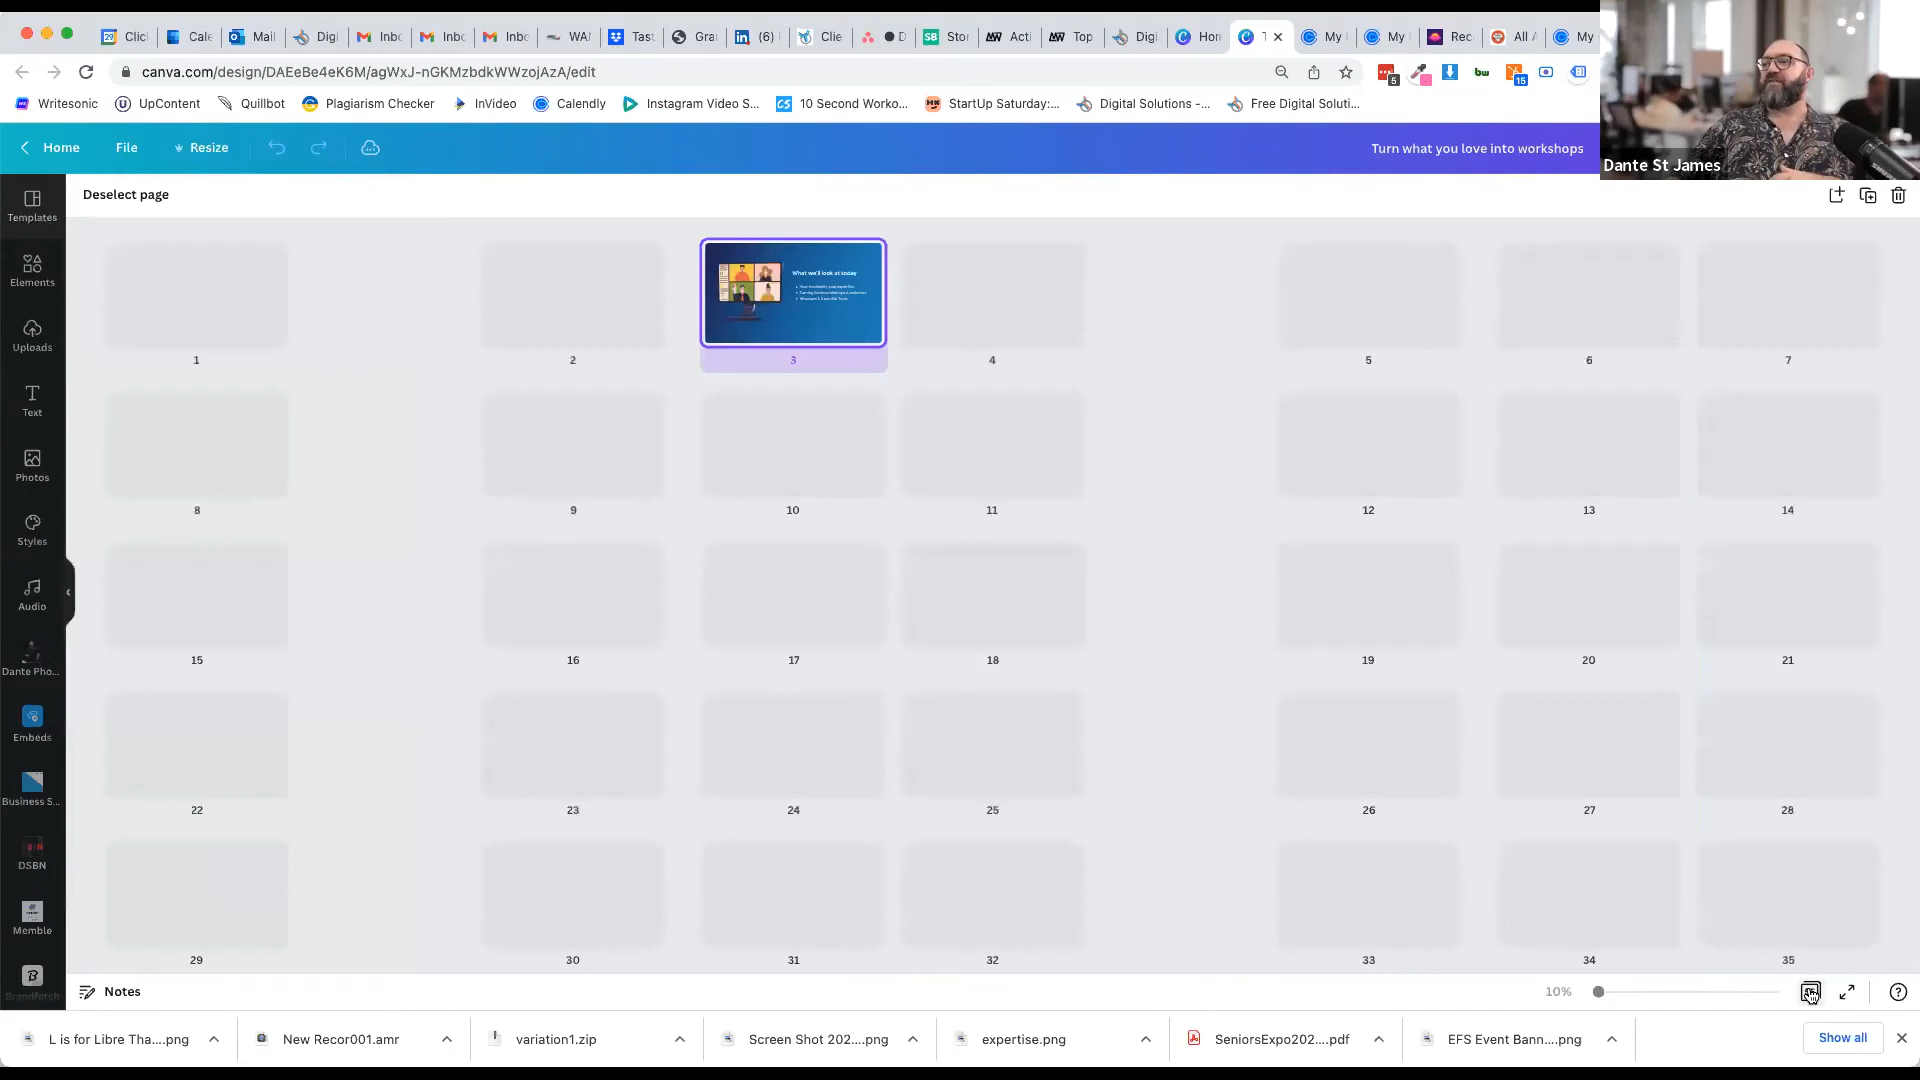 Clic
Cale
Mail
Digi
Inbc
Inbc
Inbc
WAI
Tast
Gra
(6)
Clie
D
Stor
Acti
Top
Digi
Hon
T
My
My
Rec
All
My
canva.com/design/DAEeBe4eK6M/agWxJ-nGKMzbdkWWzojAzA/edit
Writesonic
UpContent
Quillbot
Plagiarism Checker
InVideo
Calendly
Instagram Video S...
10 Second Worko...
StartUp Saturday:...
Digital Solutions -...
Free Digital Soluti...
Home
File
Resize
Turn what you love into workshops
Dante St James
Deselect page
Templates
Elements
Uploads
Text
Photos
Styles
Audio
Dante Pho...
Embeds
Business S...
DSBN
Memble
Brandfetch
What we'll look at today
1
2
3
4
5
6
7
8
9
10
11
12
13
14
15
16
17
18
19
20
21
22
23
24
25
26
27
28
29
30
31
32
33
34
35
Notes
10%
L is for Libre Tha....png
New Recor001.amr
variation1.zip
Screen Shot 202....png
expertise.png
SeniorsExpo202....pdf
EFS Event Bann....png
Show all